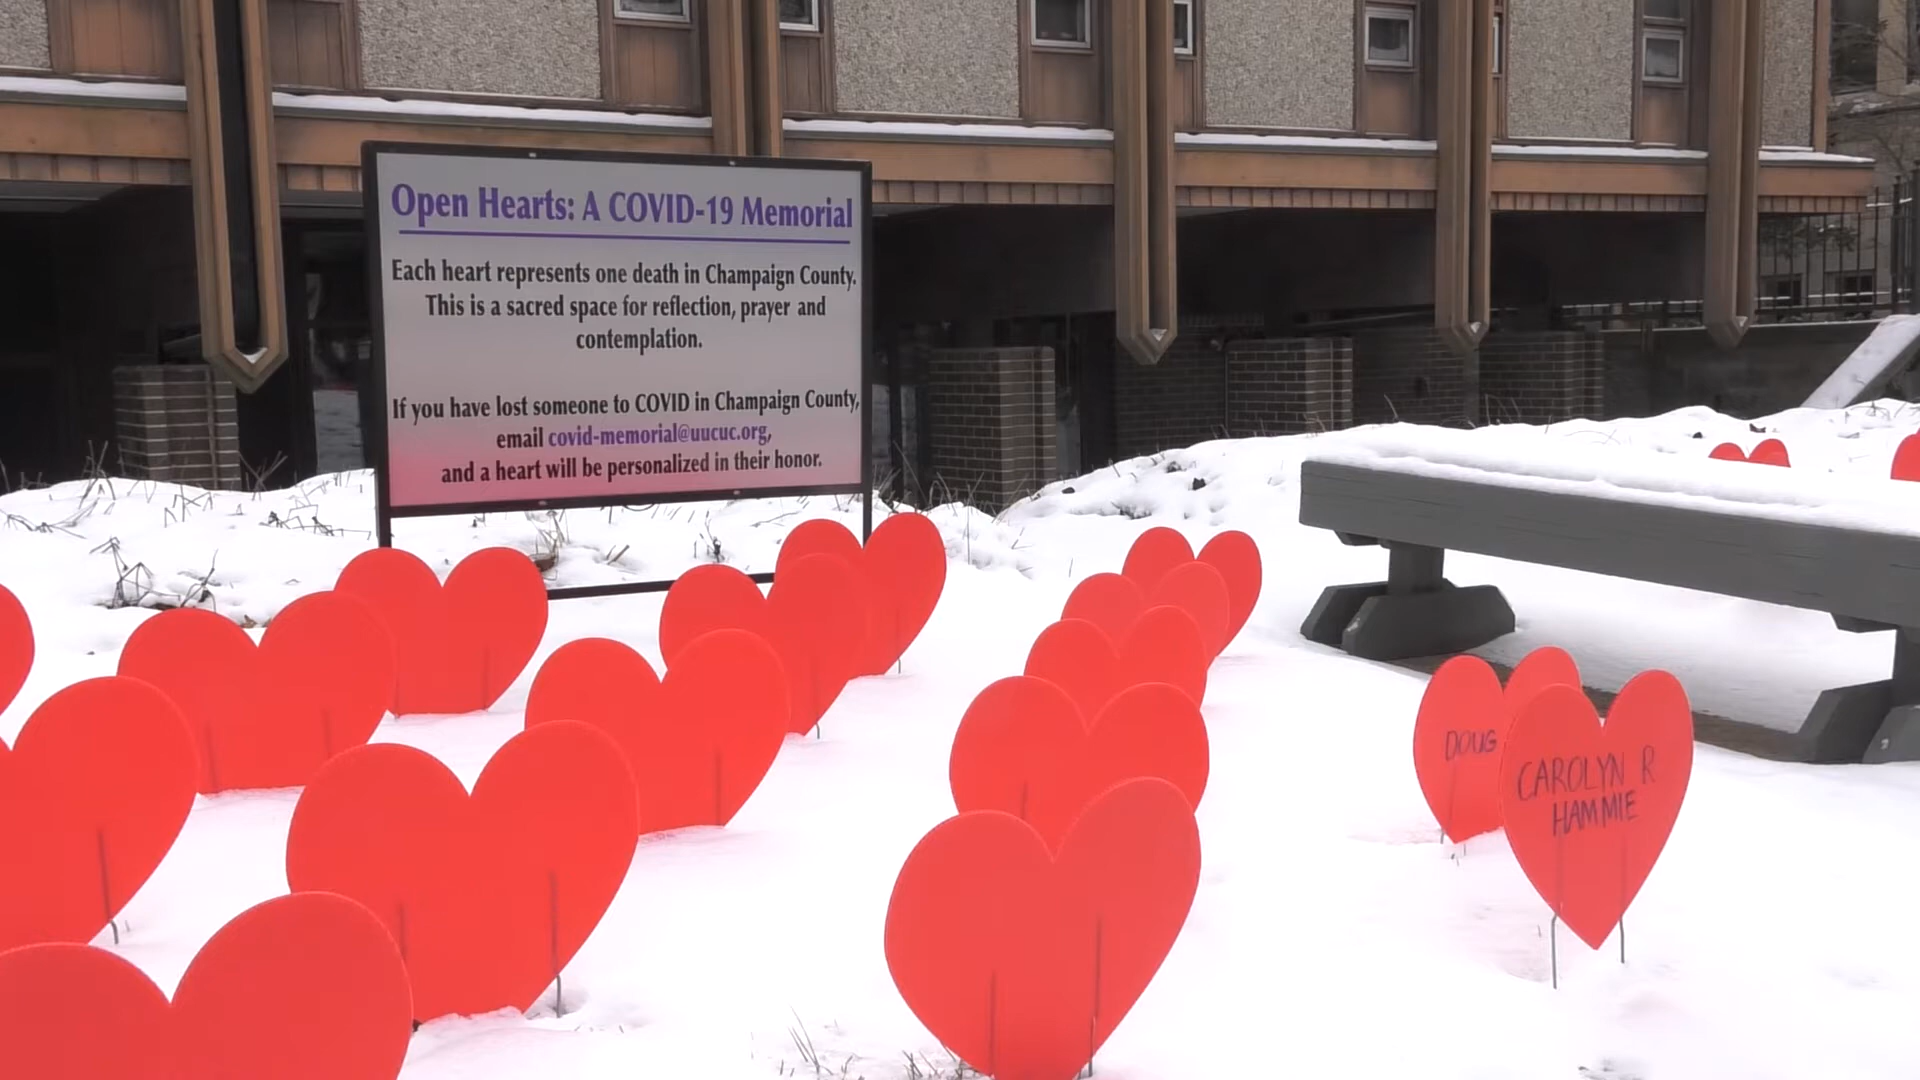 Open Hearts: A COVID-19 Memorial
Each heart represents one death in Champaign County.
This is a sacred space for reflection, prayer and
contemplation.
If you have lost someone to COVID in Champaign County,
email covid-memorial@uucuc.org,
and a heart will be personalized in their honor.
DOUG
CAROLYN R
HAMMIE